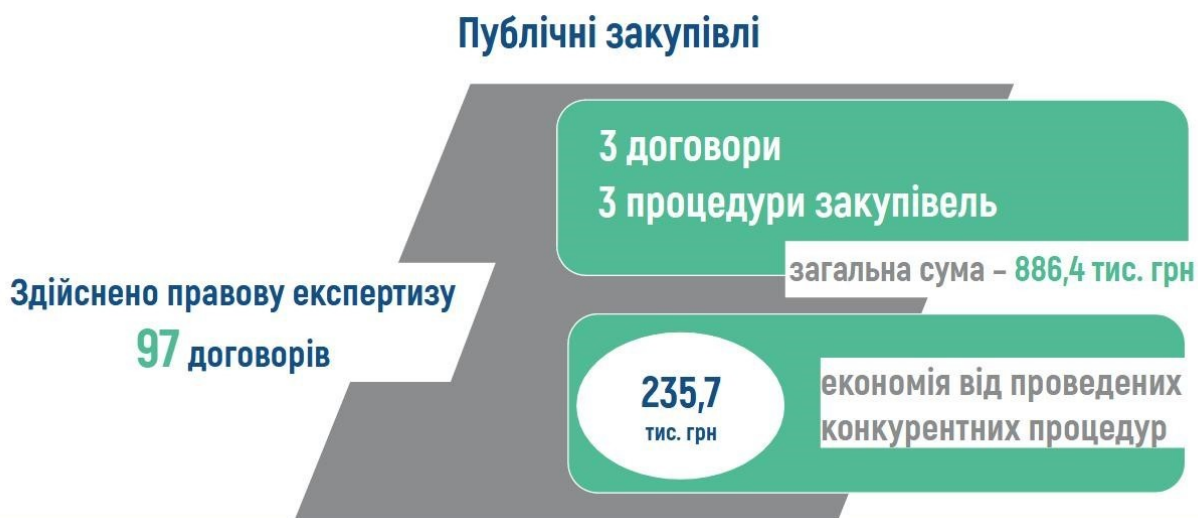 Публічні закупівлі
Здійснено правову експертизу
97 договорів
3 договори
3 процедури закупівель
загальна сума – 886,4 тис. грн
235,7
тис. грн
економія від проведених
конкурентних процедур